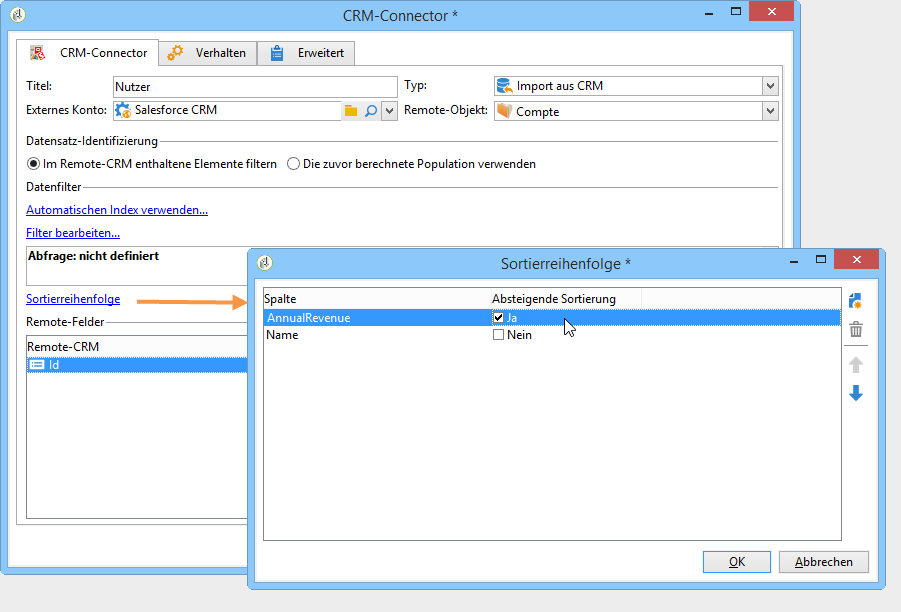 CRM-Connector *
CRM-Connector
Verhalten
Erweitert
Titel:
Nutzer
Typ:
Import aus CRM
Externes Konto:
Salesforce CRM
Remote-Objekt:
Compte
Datensatz-Identifizierung
Im Remote-CRM enthaltene Elemente filtern
Die zuvor berechnete Population verwenden
Datenfilter
Automatischen Index verwenden...
Filter bearbeiten...
Abfrage: nicht definiert
Sortierreihenfolge
Remote-Felder
Remote-CRM
Id
Sortierreihenfolge *
Spalte
Absteigende Sortierung
AnnualRevenue
Ja
Name
Nein
OK
Abbrechen